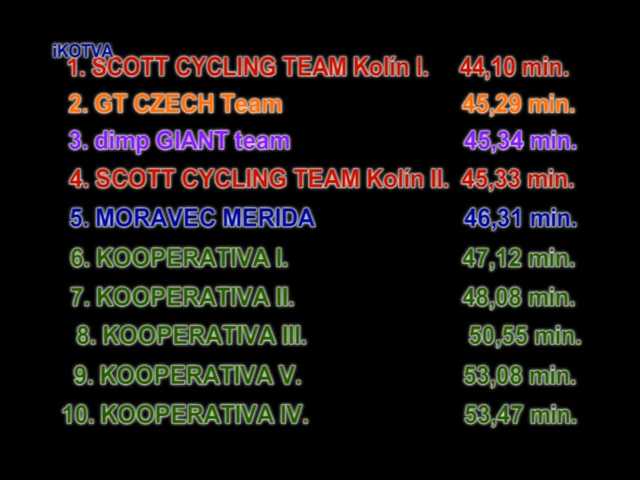 iKOTVA
1. SCOTT CYCLING TEAM Kolín I. 44,10 min.
2. GT CZECH Team 45,29 min.
3. dimp GIANT team 45,34 min.
4. SCOTT CYCLING TEAM Kolín II. 45,33 min.
5. MORAVEC MERIDA 46,31 min.
6. KOOPERATIVA I. 47,12 min.
7. KOOPERATIVA II. 48,08 min.
8. KOOPERATIVA III. 50,55 min.
9. KOOPERATIVA V. 53,08 min.
10. KOOPERATIVA IV. 53,47 min.